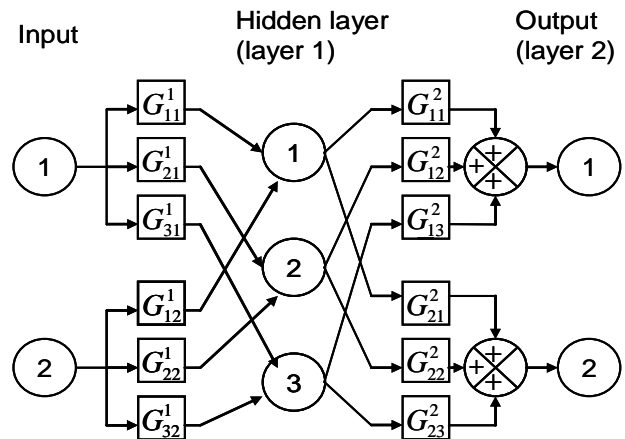 Input
Hidden layer
(layer 1)
Output
(layer 2)
1
2
G¹₁₁
G¹₂₁
G¹₃₁
G¹₁₂
G¹₂₂
G¹₃₂
1
2
3
G²₁₁
G²₁₂
G²₁₃
G²₂₁
G²₂₂
G²₂₃
+
+
+
+
+
+
1
2